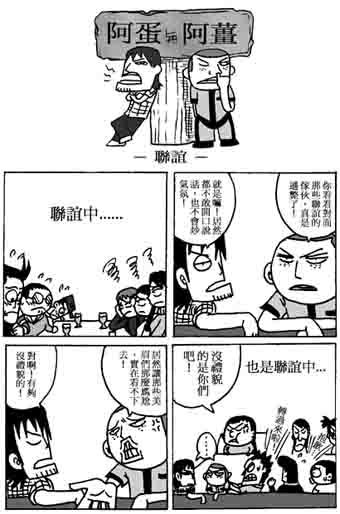 阿蛋與阿薑
— 聯誼 —
聯誼中......
你看看對面
那些聯誼的
傢伙，真是
遜斃了！
就是嘛！居然
都不敢開口說
話，也不會炒
氣氛！
居然讓那些美
眉們那麼尷尬
，實在看不下
去！
對啊！有夠
沒禮貌的！
也是聯誼中...
沒禮貌
的是你們
吧！
轉過來啦！